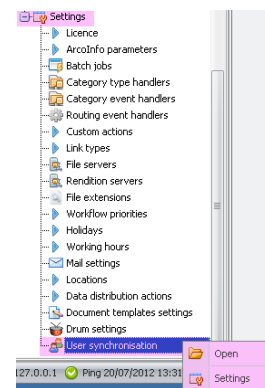 Settings
Licence
ArcoInfo parameters
Batch jobs
Category type handlers
Category event handlers
Routing event handlers
Custom actions
Link types
File servers
Rendition servers
File extensions
Workflow priorities
Holidays
Working hours
Mail settings
Locations
Data distribution actions
Document templates settings
Drum settings
User synchronisation
Open
27.0.0.1 Ping 20/07/2012 13:31
Settings